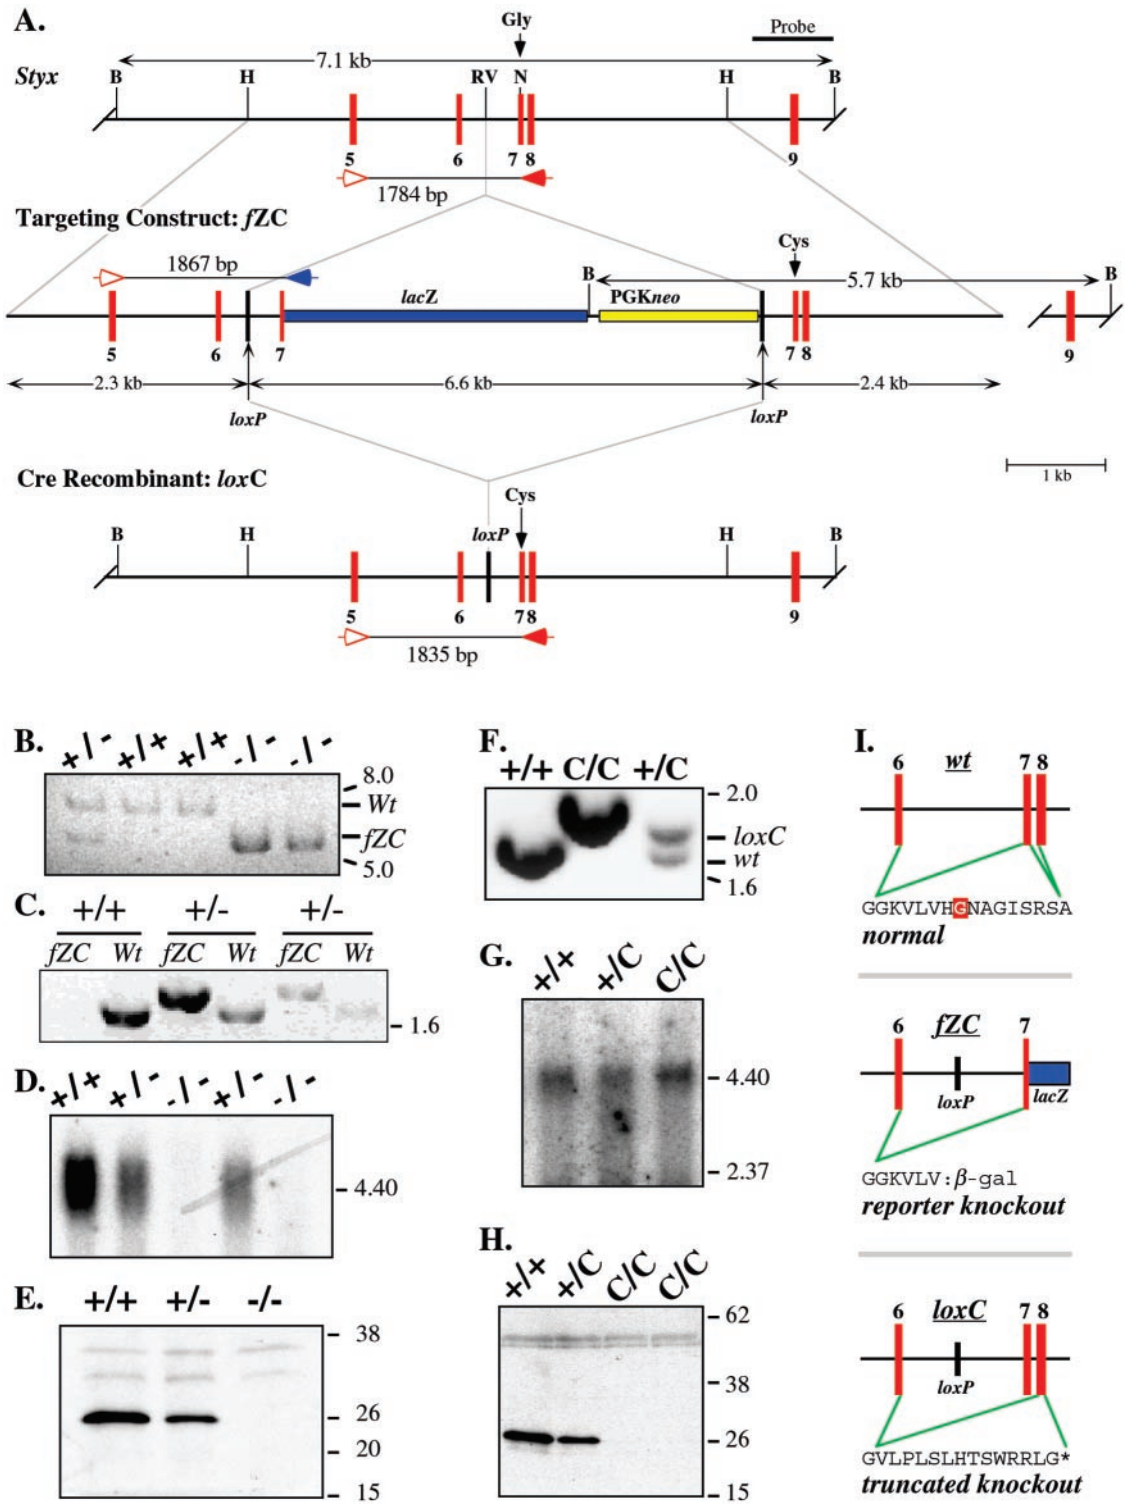 A.
Gly
Probe
7.1 kb
Styx
B H RV N H B
5 6 7 8 9
1784 bp
Targeting Construct: fZC
1867 bp
Cys
B 5.7 kb B
lacZ PGKneo
5 6 7 7 8 9
2.3 kb 6.6 kb 2.4 kb
loxP loxP
Cre Recombinant: loxC
1 kb
Cys
B H loxP H B
5 6 7 8 9
1835 bp
B.
+/- +/+ +/+ -/- -/-
8.0
Wt
fZC
5.0
C.
+/+ +/- +/-
fZC Wt fZC Wt fZC Wt
1.6
D.
+/+ +/- -/- +/- -/-
4.40
E.
+/+ +/- -/-
38
26
20
15
F.
+/+ C/C +/C
2.0
loxC
wt
1.6
G.
+/+ +/C C/C
4.40
2.37
H.
+/+ +/C C/C C/C
62
38
26
15
I.
6 wt 7 8
GGKVLVHGNAGISRSA
normal
6 fZC 7
loxP lacZ
GGKVLV:β-gal
reporter knockout
6 loxC 7 8
loxP
GVLPLSLHTSWRRLG*
truncated knockout